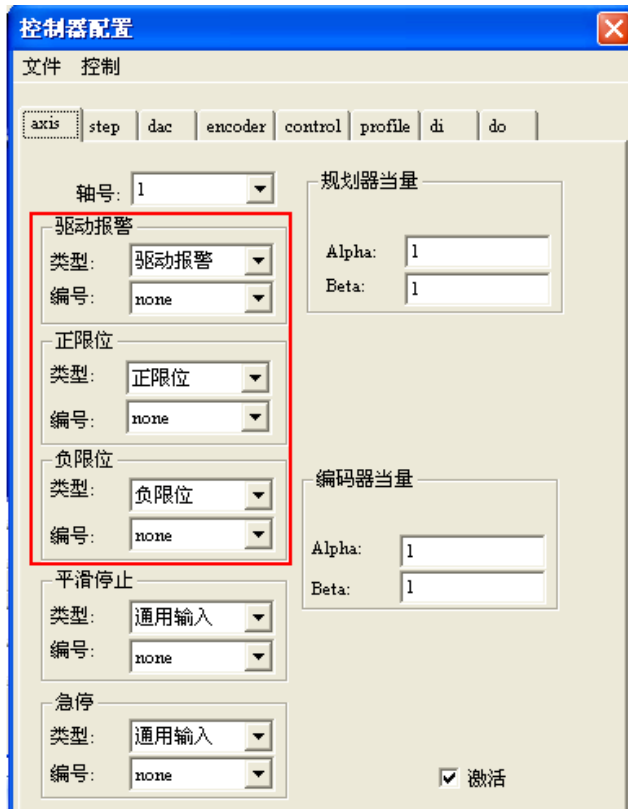 控制器配置
文件 控制
axis step dac encoder control profile di do
轴号: 1
规划器当量
Alpha: 1
Beta: 1
驱动报警
类型: 驱动报警
编号: none
正限位
类型: 正限位
编号: none
负限位
类型: 负限位
编号: none
编码器当量
Alpha: 1
Beta: 1
平滑停止
类型: 通用输入
编号: none
急停
类型: 通用输入
编号: none
激活